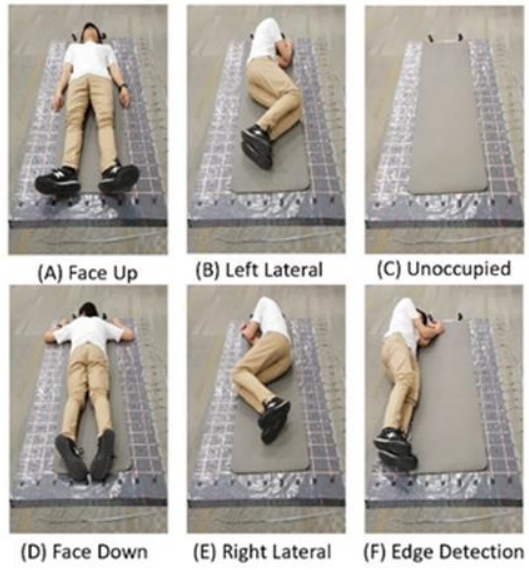 (A) Face Up
(B) Left Lateral
(C) Unoccupied
(D) Face Down
(E) Right Lateral
(F) Edge Detection